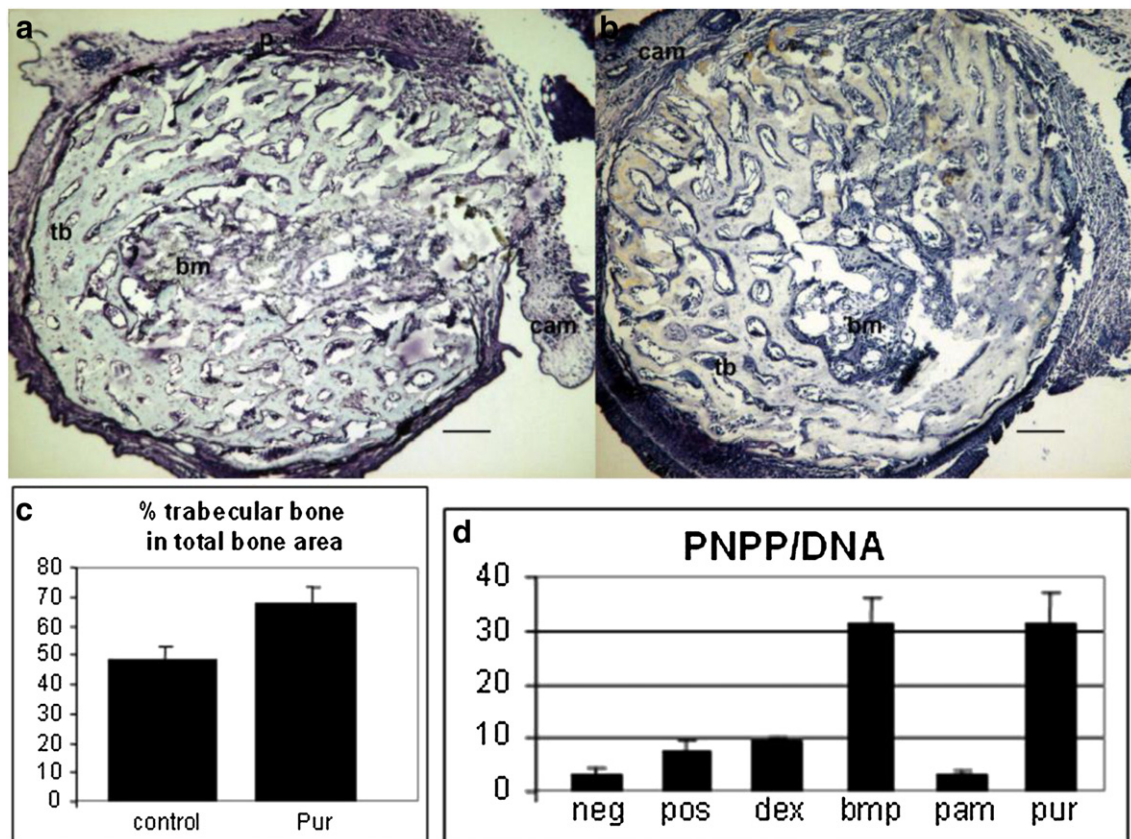 a
p
tb
bm
cam
b
cam
bm
tb
c
% trabecular bone
in total bone area
80
70
60
50
40
30
20
10
0
control Pur
d
PNPP/DNA
40
30
20
10
0
neg pos dex bmp pam pur